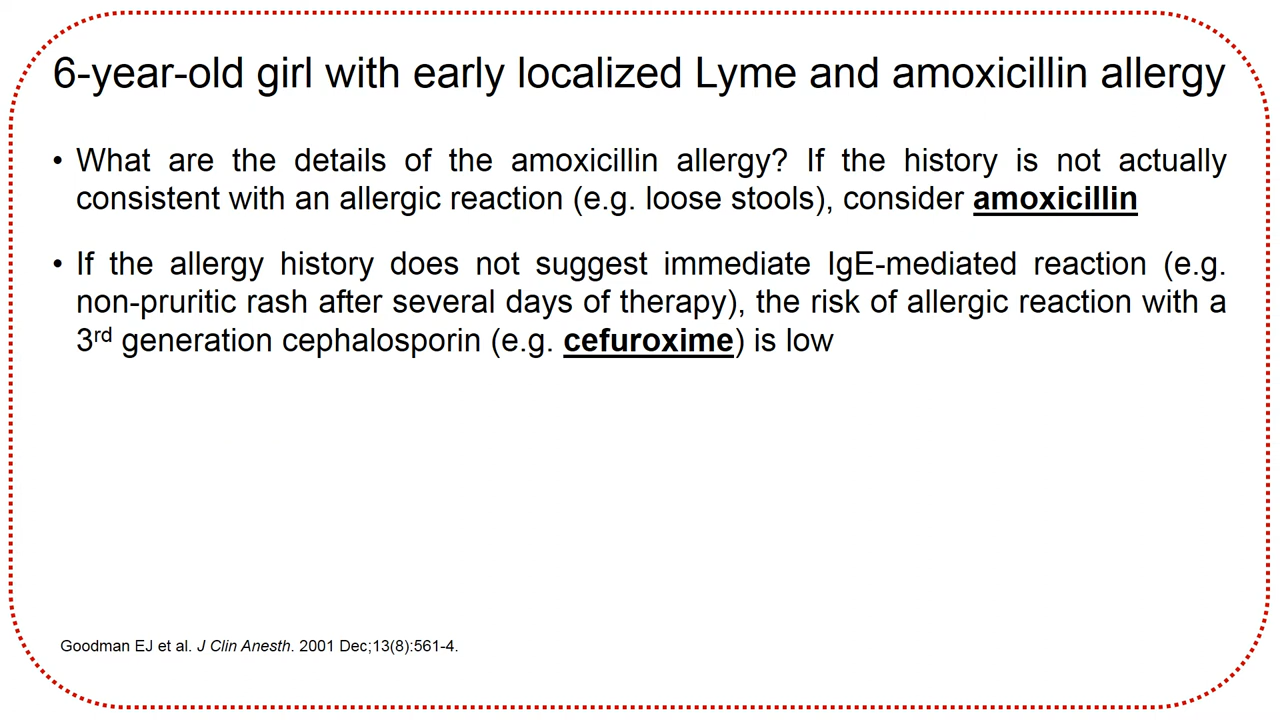 6-year-old girl with early localized Lyme and amoxicillin allergy
• What are the details of the amoxicillin allergy? If the history is not actually
consistent with an allergic reaction (e.g. loose stools), consider amoxicillin
• If the allergy history does not suggest immediate IgE-mediated reaction (e.g.
non-pruritic rash after several days of therapy), the risk of allergic reaction with a
3rd generation cephalosporin (e.g. cefuroxime) is low
Goodman EJ et al. J Clin Anesth. 2001 Dec;13(8):561-4.